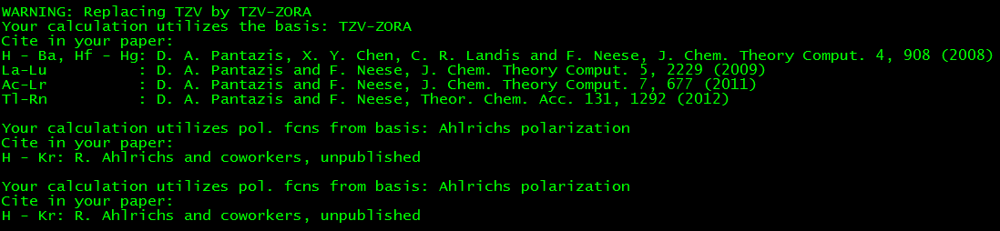 WARNING: Replacing TZV by TZV-ZORA
Your calculation utilizes the basis: TZV-ZORA
Cite in your paper:
H - Ba, Hf - Hg: D. A. Pantazis, X. Y. Chen, C. R. Landis and F. Neese, J. Chem. Theory Comput. 4, 908 (2008)
La-Lu          : D. A. Pantazis and F. Neese, J. Chem. Theory Comput. 5, 2229 (2009)
Ac-Lr          : D. A. Pantazis and F. Neese, J. Chem. Theory Comput. 7, 677 (2011)
Tl-Rn          : D. A. Pantazis and F. Neese, Theor. Chem. Acc. 131, 1292 (2012)
Your calculation utilizes pol. fcns from basis: Ahlrichs polarization
Cite in your paper:
H - Kr: R. Ahlrichs and coworkers, unpublished
Your calculation utilizes pol. fcns from basis: Ahlrichs polarization
Cite in your paper:
H - Kr: R. Ahlrichs and coworkers, unpublished